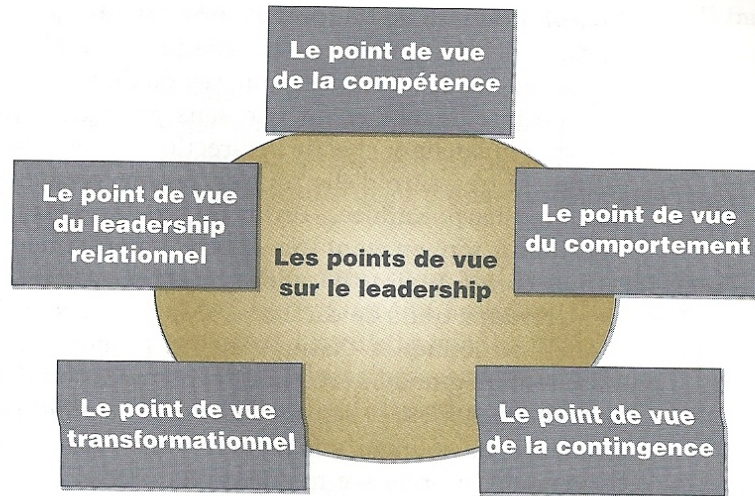 Le point de vue
de la compétence
Le point de vue
du leadership
relationnel
Les points de vue
sur le leadership
Le point de vue
du comportement
Le point de vue
transformationnel
Le point de vue
de la contingence